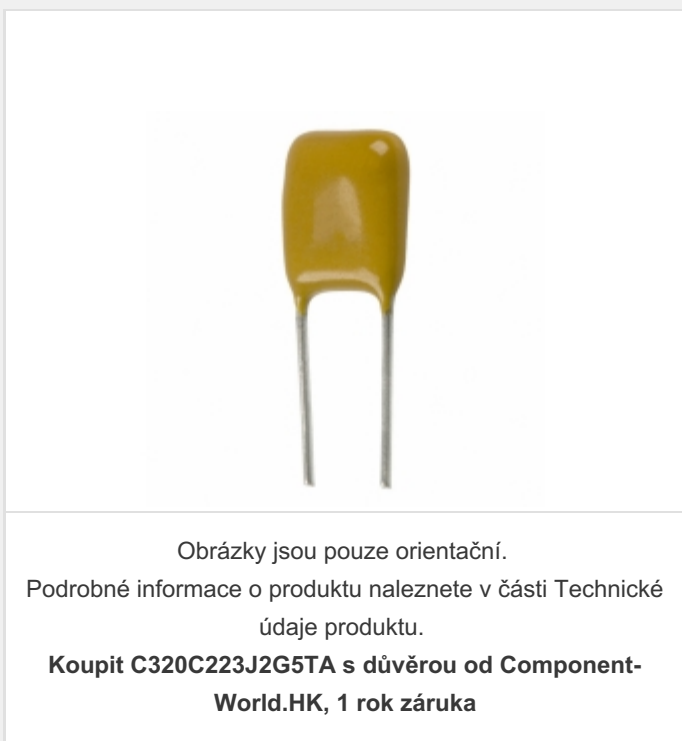 Obrázky jsou pouze orientační.
Podrobné informace o produktu naleznete v části Technické
údaje produktu.
Koupit C320C223J2G5TA s důvěrou od Component-
World.HK, 1 rok záruka